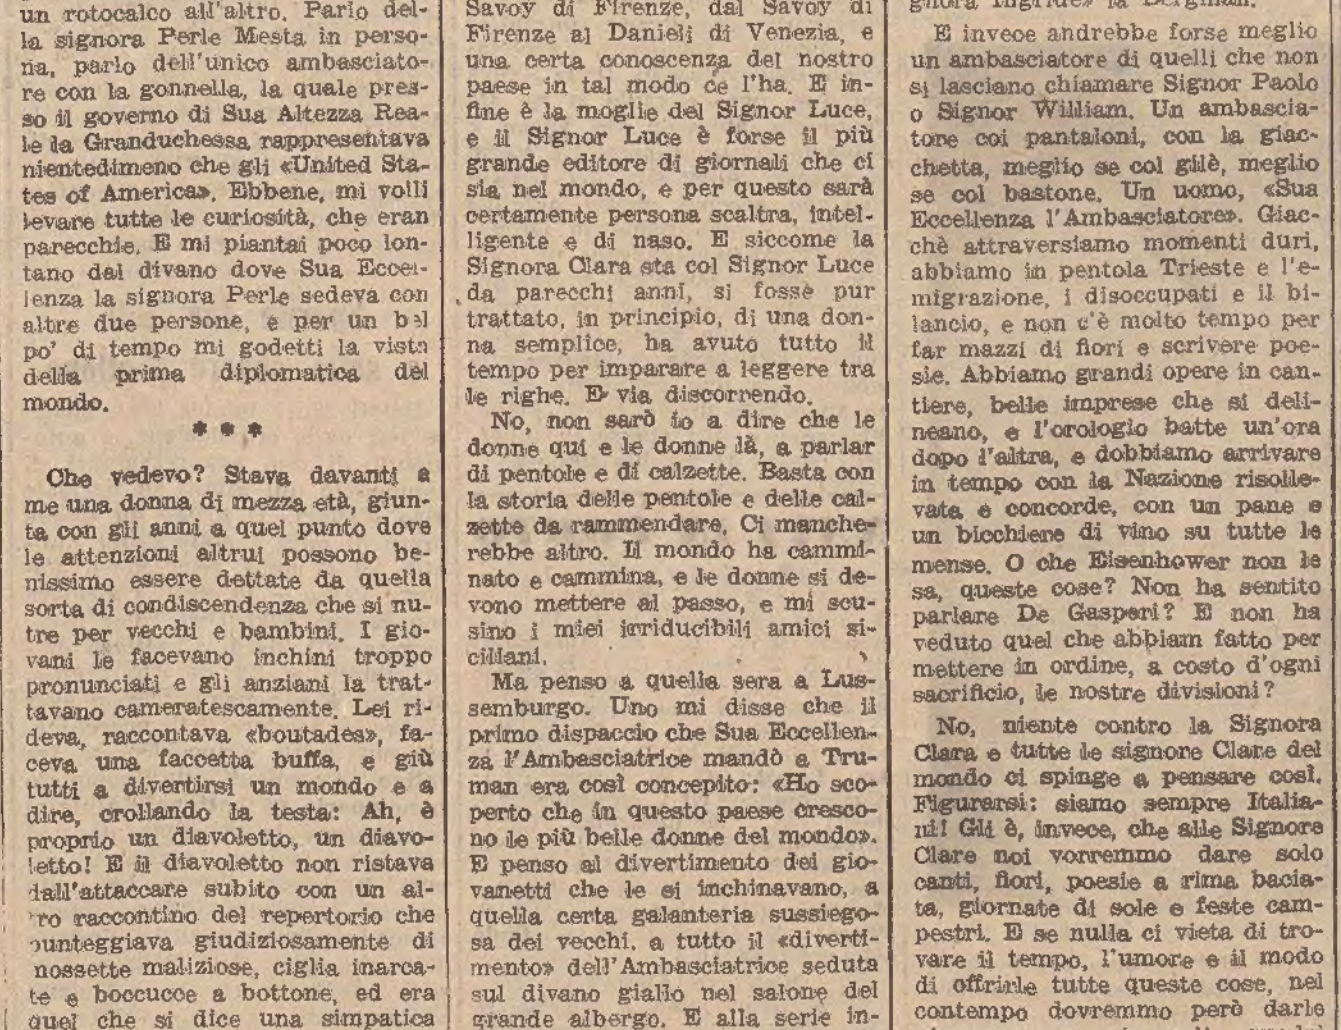 un rotocalco all'altro. Parlo del-
la signora Perle Mesta in perso-
na, parlo dell'unico ambasciato-
re con la gonnella, la quale pres-
so il governo di Sua Altezza Rea-
le la Granduchessa rappresentava
nientedimeno che gli «United Sta-
tes of America». Ebbene, mi volli
levare tutte le curiosità, che eran
parecchie. E mi piantai poco lon-
tano dal divano dove Sua Eccel-
lenza la signora Perle sedeva con
altre due persone, e per un bel
po' di tempo mi godetti la vista
della prima diplomatica del
mondo.
* * *
Che vedevo? Stava davanti a
me una donna di mezza età, giun-
ta con gli anni a quel punto dove
le attenzioni altrui possono be-
nissimo essere dettate da quella
sorta di condiscendenza che si nu-
tre per vecchi e bambini. I gio-
vani le facevano inchini troppo
pronunciati e gli anziani la trat-
tavano cameratescamente. Lei ri-
deva, raccontava «boutades», fa-
ceva una faccetta buffa, e giù
tutti a divertirsi un mondo e a
dire, crollando la testa: Ah, è
proprio un diavoletto, un diavo-
letto! E il diavoletto non ristava
dall'attaccare subito con un al-
tro raccontino del repertorio che
punteggiava giudiziosamente di
nossette maliziose, ciglia inarca-
te e boccucce a bottone, ed era
quel che si dice una simpatica
Savoy di Firenze, dal Savoy di
Firenze al Danieli di Venezia, e
una certa conoscenza del nostro
paese in tal modo ce l'ha. E in-
fine è la moglie del Signor Luce,
e il Signor Luce è forse il più
grande editore di giornali che ci
sia nel mondo, e per questo sarà
certamente persona scaltra, intel-
ligente e di naso. E siccome la
Signora Clara sta col Signor Luce
da parecchi anni, si fosse pur
trattato, in principio, di una don-
na semplice, ha avuto tutto il
tempo per imparare a leggere tra
le righe. E via discorrendo.
No, non sarò io a dire che le
donne qui e le donne là, a parlar
di pentole e di calzette. Basta con
la storia delle pentole e delle cal-
zette da rammendare. Ci manche-
rebbe altro. Il mondo ha cammi-
nato e cammina, e le donne si de-
vono mettere al passo, e mi scu-
sino i miei irriducibili amici si-
ciliani.
Ma penso a quella sera a Lus-
semburgo. Uno mi disse che il
primo dispaccio che Sua Eccellen-
za l'Ambasciatrice mandò a Tru-
man era così concepito: «Ho sco-
perto che in questo paese cresco-
no le più belle donne del mondo».
E penso al divertimento dei gio-
vanetti che le si inchinavano, a
quella certa galanteria sussiego-
sa dei vecchi, a tutto il «diverti-
mento» dell'Ambasciatrice seduta
sul divano giallo nel salone del
grande albergo. E alla serie in-
gnora Ingrid» la Bergman.
E invece andrebbe forse meglio
un ambasciatore di quelli che non
si lasciano chiamare Signor Paolo
o Signor William. Un ambascia-
tore coi pantaloni, con la giac-
chetta, meglio se col gilè, meglio
se col bastone. Un uomo, «Sua
Eccellenza l'Ambasciatore». Giac-
chè attraversiamo momenti duri,
abbiamo in pentola Trieste e l'e-
migrazione, i disoccupati e il bi-
lancio, e non c'è molto tempo per
far mazzi di fiori e scrivere poe-
sie. Abbiamo grandi opere in can-
tiere, belle imprese che si deli-
neano, e l'orologio batte un'ora
dopo l'altra, e dobbiamo arrivare
in tempo con la Nazione risolle-
vata e concorde, con un pane e
un bicchiere di vino su tutte le
mense. O che Eisenhower non le
sa, queste cose? Non ha sentito
parlare De Gasperi? E non ha
veduto quel che abbiam fatto per
mettere in ordine, a costo d'ogni
sacrificio, le nostre divisioni?
No, niente contro la Signora
Clara e tutte le signore Clare del
mondo ci spinge a pensare così.
Figurarsi: siamo sempre Italia-
ni! Gli è, invece, che alle Signore
Clare noi vorremmo dare solo
canti, fiori, poesie a rima bacia-
ta, giornate di sole e feste cam-
pestri. E se nulla ci vieta di tro-
vare il tempo, l'umore e il modo
di offrirle tutte queste cose, nel
contempo dovremmo però darle